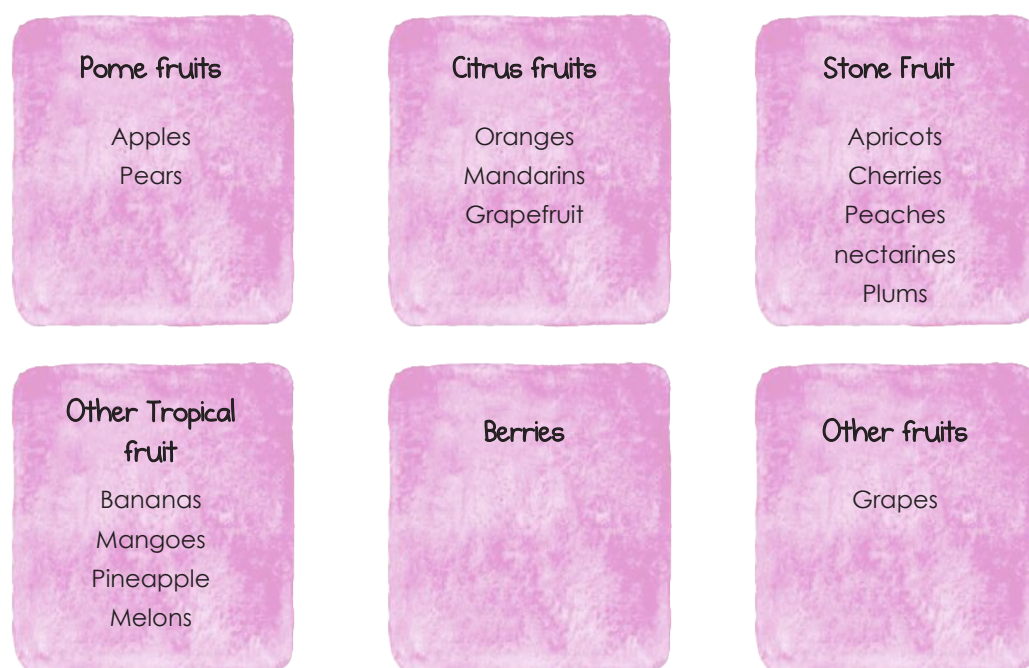 Pome fruits
Apples
Pears
Citrus fruits
Oranges
Mandarins
Grapefruit
Stone Fruit
Apricots
Cherries
Peaches
nectarines
Plums
Other Tropical
fruit
Bananas
Mangoes
Pineapple
Melons
Berries
Other fruits
Grapes